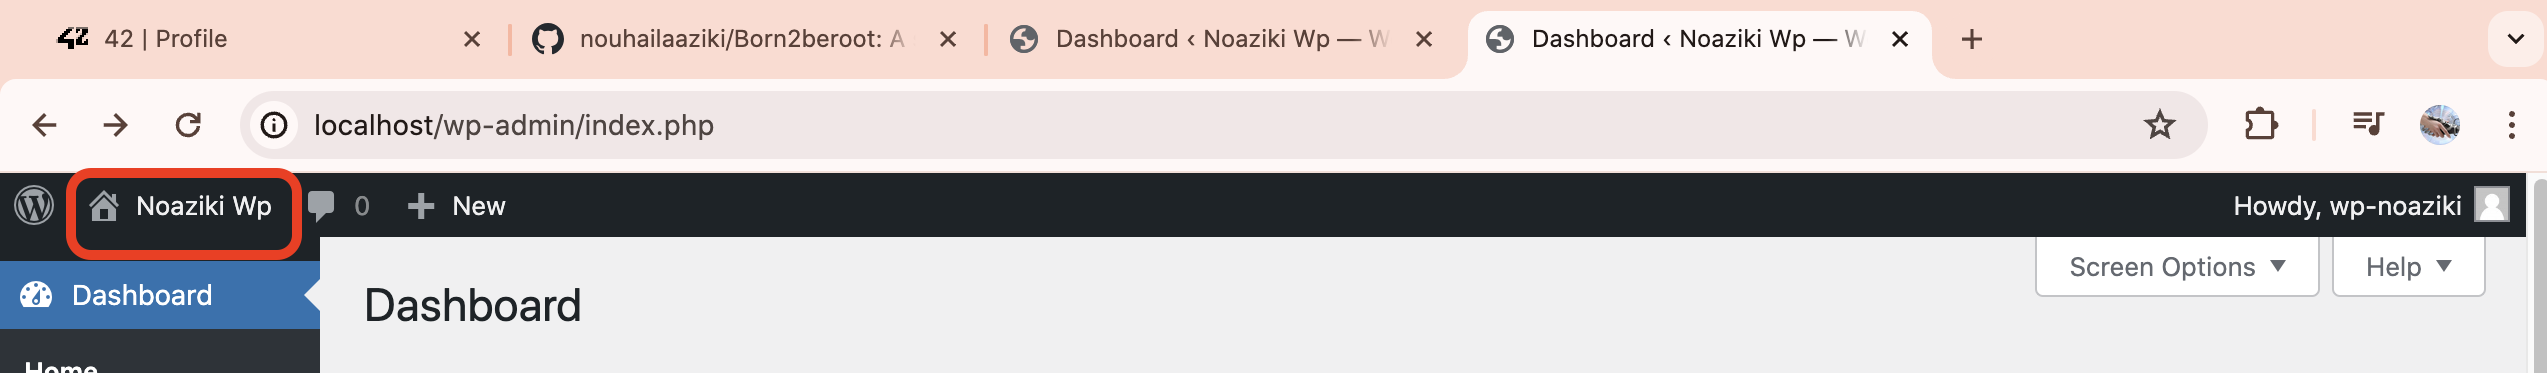 42 | Profile
nouhailaaziki/Born2beroot: A
Dashboard ‹ Noaziki Wp — W
Dashboard ‹ Noaziki Wp — W
localhost/wp-admin/index.php
Noaziki Wp
0
New
Howdy, wp-noaziki
Screen Options
Help
Dashboard
Dashboard
Home